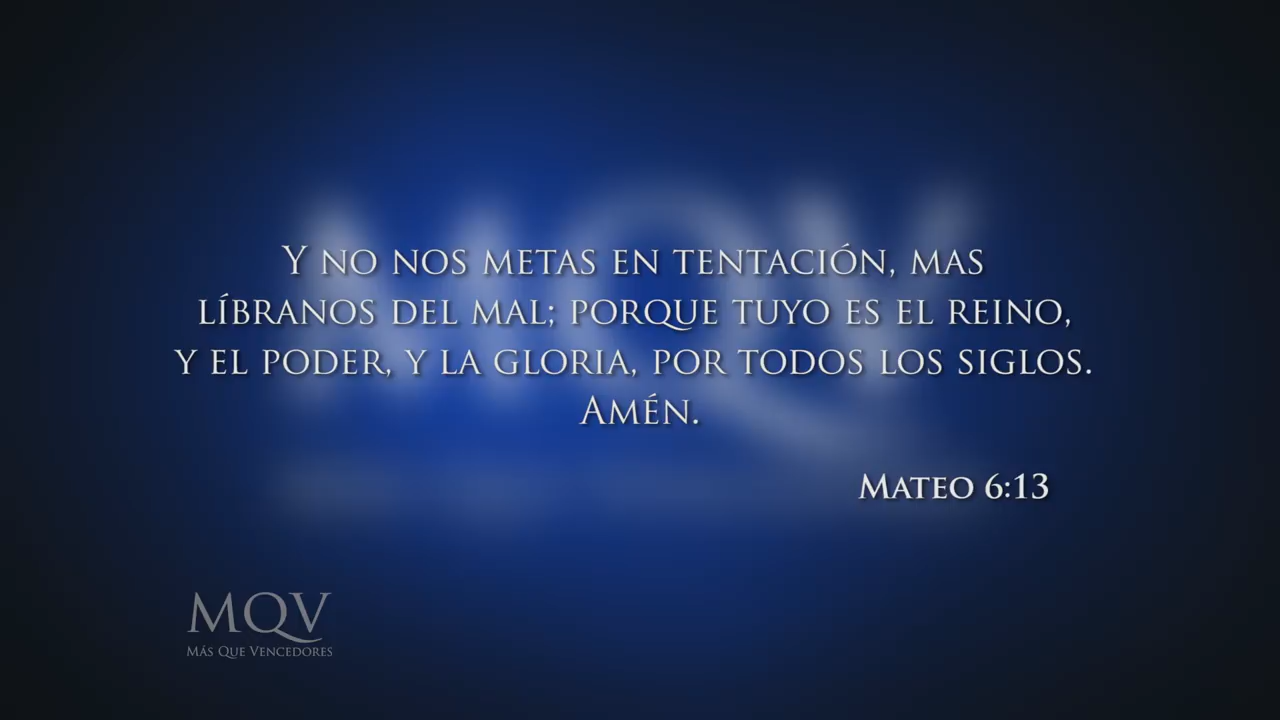 Y no nos metas en tentación, mas
líbranos del mal; porque tuyo es el reino,
y el poder, y la gloria, por todos los siglos.
Amén.
Mateo 6:13
MQV
Más Que Vencedores